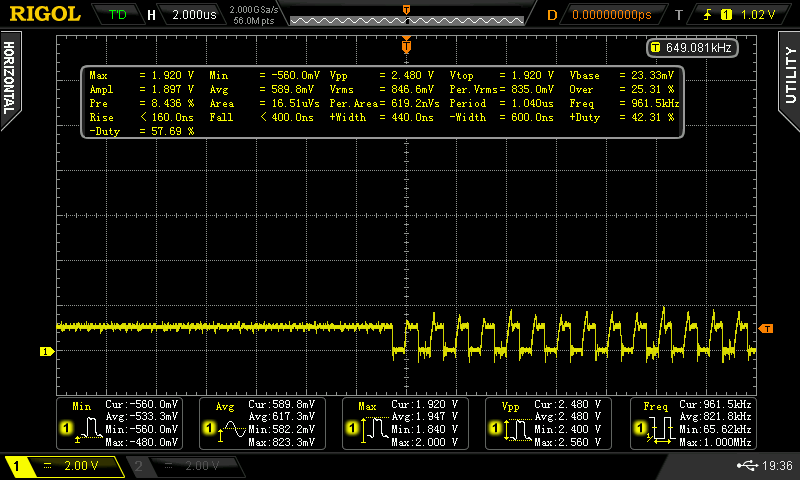 RIGOL T'D H 2.000us 2.000GSa/s 56.0M pts D 0.00000000ps T 1 1.02 V
HORIZONTAL
UTILITY
T
T 649.081kHz
Max = 1.920 V Min = -560.0mV Vpp = 2.480 V Vtop = 1.920 V Vbase = 23.33mV
Ampl = 1.897 V Avg = 589.8mV Vrms = 846.6mV Per.Vrms= 835.0mV Over = 25.31 %
Pre = 8.436 % Area = 16.51uVs Per.Area= 619.2nVs Period = 1.040us Freq = 961.5kHz
Rise < 160.0ns Fall < 400.0ns +Width = 440.0ns -Width = 600.0ns +Duty = 42.31 %
-Duty = 57.69 %
T
1
Min Cur:-560.0mV
Avg:-533.3mV
1 Min:-560.0mV
Max:-480.0mV
Avg Cur:589.8mV
Avg:617.3mV
1 Min:582.2mV
Max:823.3mV
Max Cur:1.920 V
Avg:1.947 V
1 Min:1.840 V
Max:2.000 V
Vpp Cur:2.480 V
Avg:2.480 V
1 Min:2.400 V
Max:2.560 V
Freq Cur:961.5kHz
Avg:821.8kHz
1 Min:65.62kHz
Max:1.000MHz
1 2.00 V 2 2.00 V 19:36